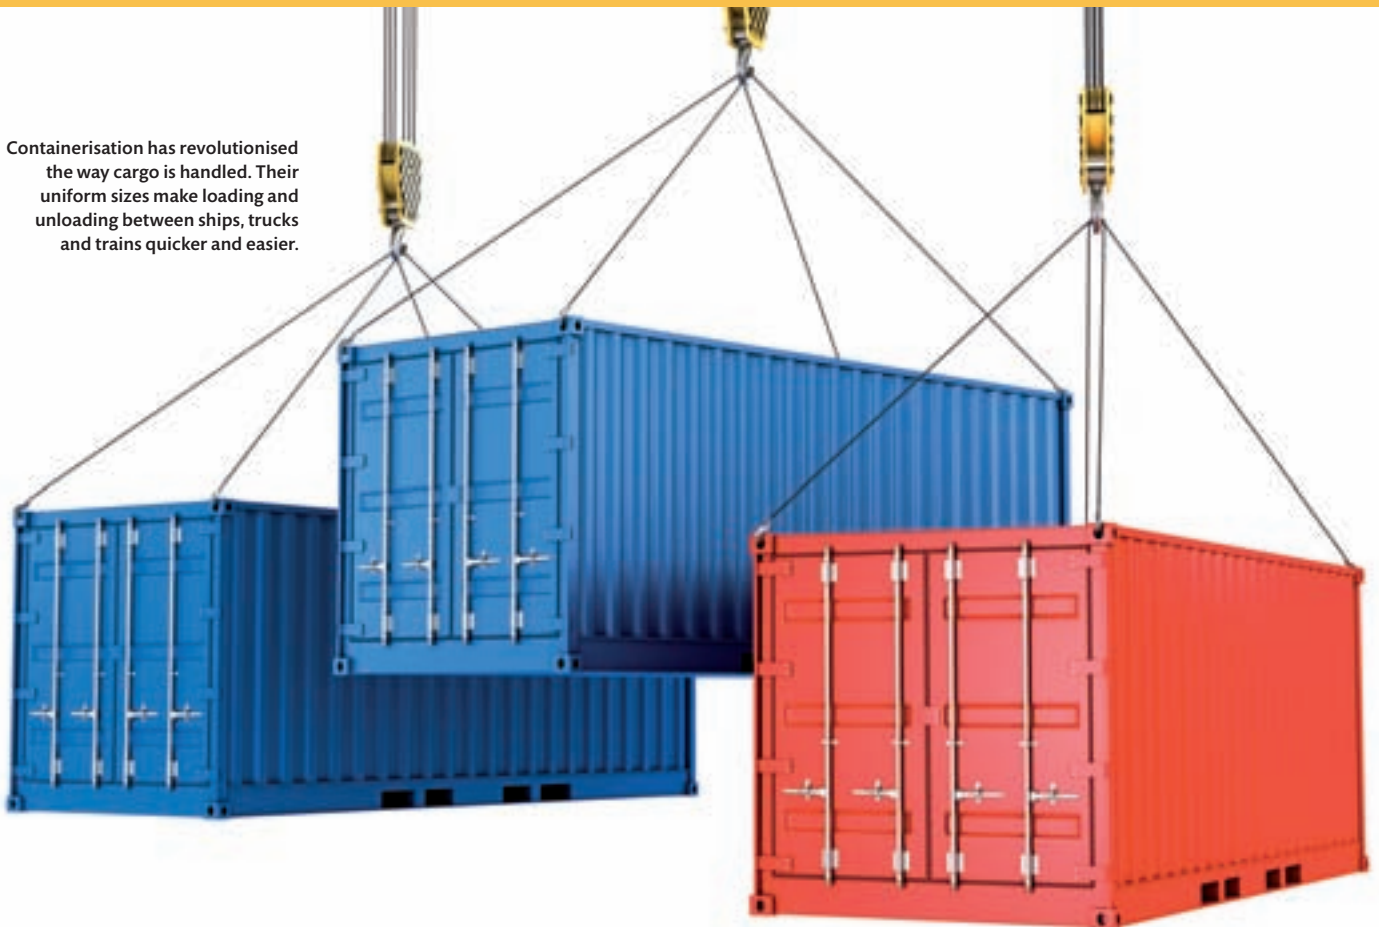 Containerisation has revolutionised
the way cargo is handled. Their
uniform sizes make loading and
unloading between ships, trucks
and trains quicker and easier.